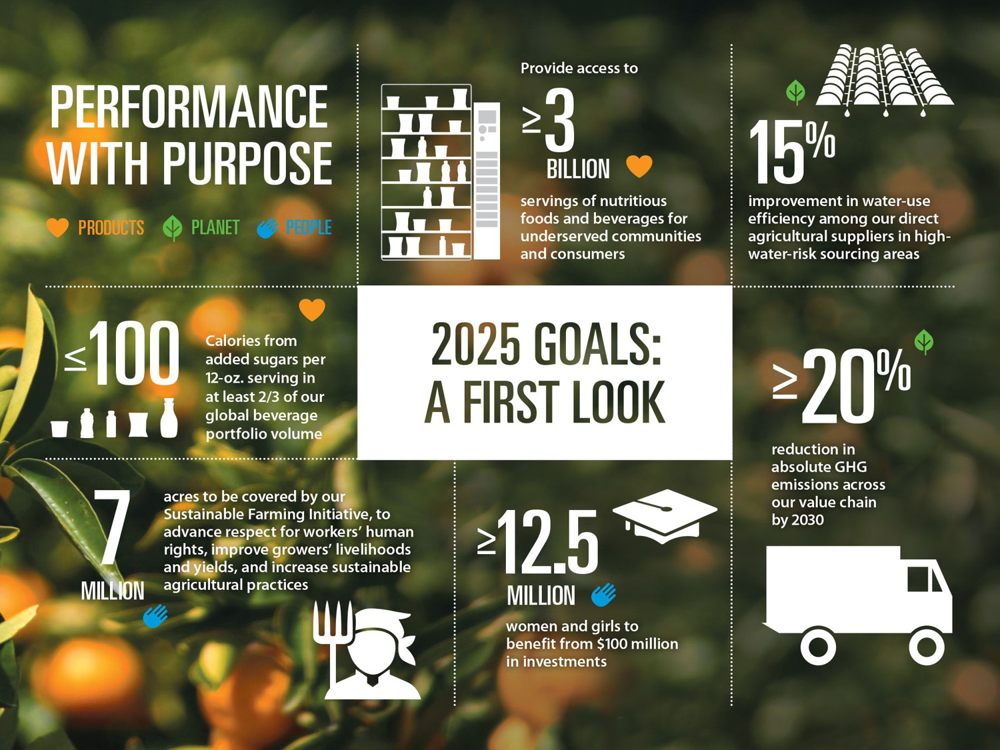 PERFORMANCE
WITH PURPOSE
PRODUCTS PLANET PEOPLE
Provide access to
≥3
BILLION
servings of nutritious
foods and beverages for
underserved communities
and consumers
15%
improvement in water-use
efficiency among our direct
agricultural suppliers in high-
water-risk sourcing areas
≤100
Calories from
added sugars per
12-oz. serving in
at least 2/3 of our
global beverage
portfolio volume
2025 GOALS:
A FIRST LOOK
≥20%
reduction in
absolute GHG
emissions across
our value chain
by 2030
7
MILLION
acres to be covered by our
Sustainable Farming Initiative, to
advance respect for workers’ human
rights, improve growers’ livelihoods
and yields, and increase sustainable
agricultural practices
≥12.5
MILLION
women and girls to
benefit from $100 million
in investments